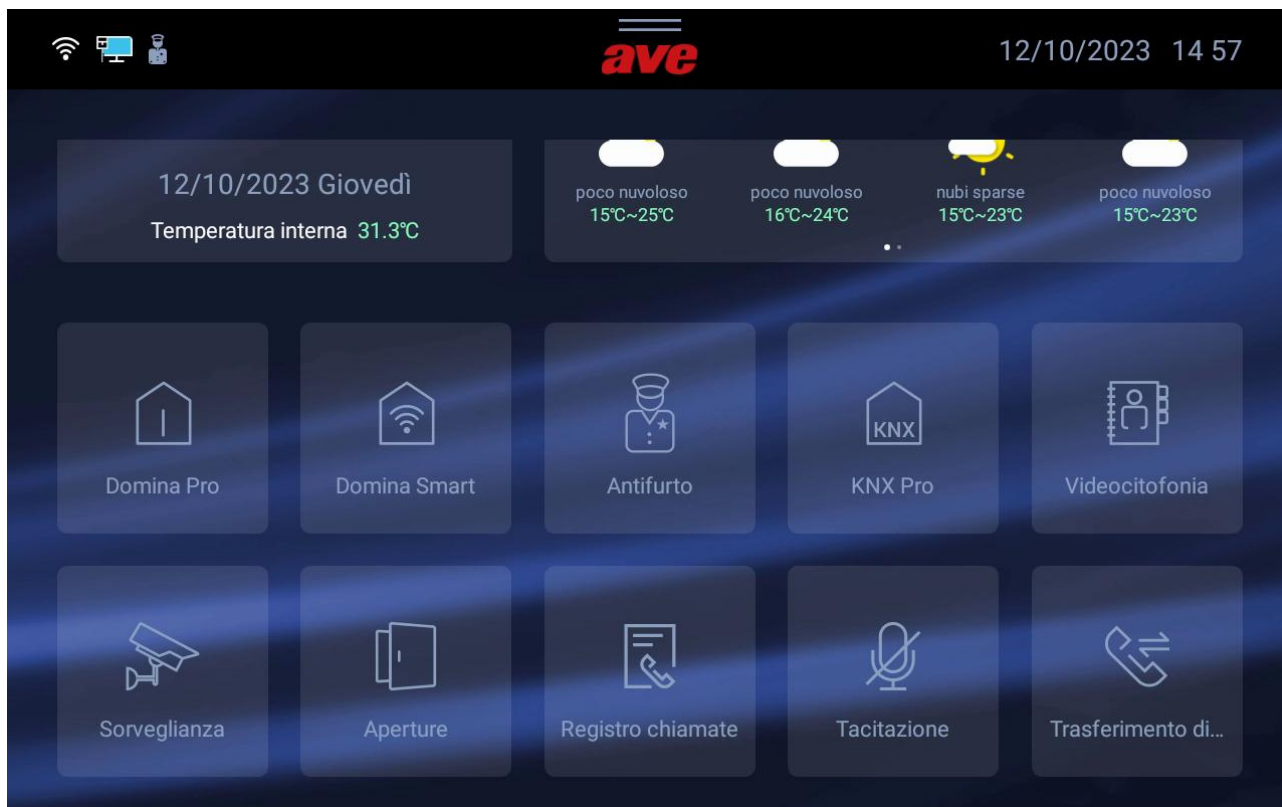 ave
12/10/2023 14 57
12/10/2023 Giovedì
Temperatura interna 31.3℃
poco nuvoloso
15℃~25℃
poco nuvoloso
16℃~24℃
nubi sparse
15℃~23℃
poco nuvoloso
15℃~23℃
Domina Pro
Domina Smart
Antifurto
KNX
KNX Pro
Videocitofonia
Sorveglianza
Aperture
Registro chiamate
Tacitazione
Trasferimento di...